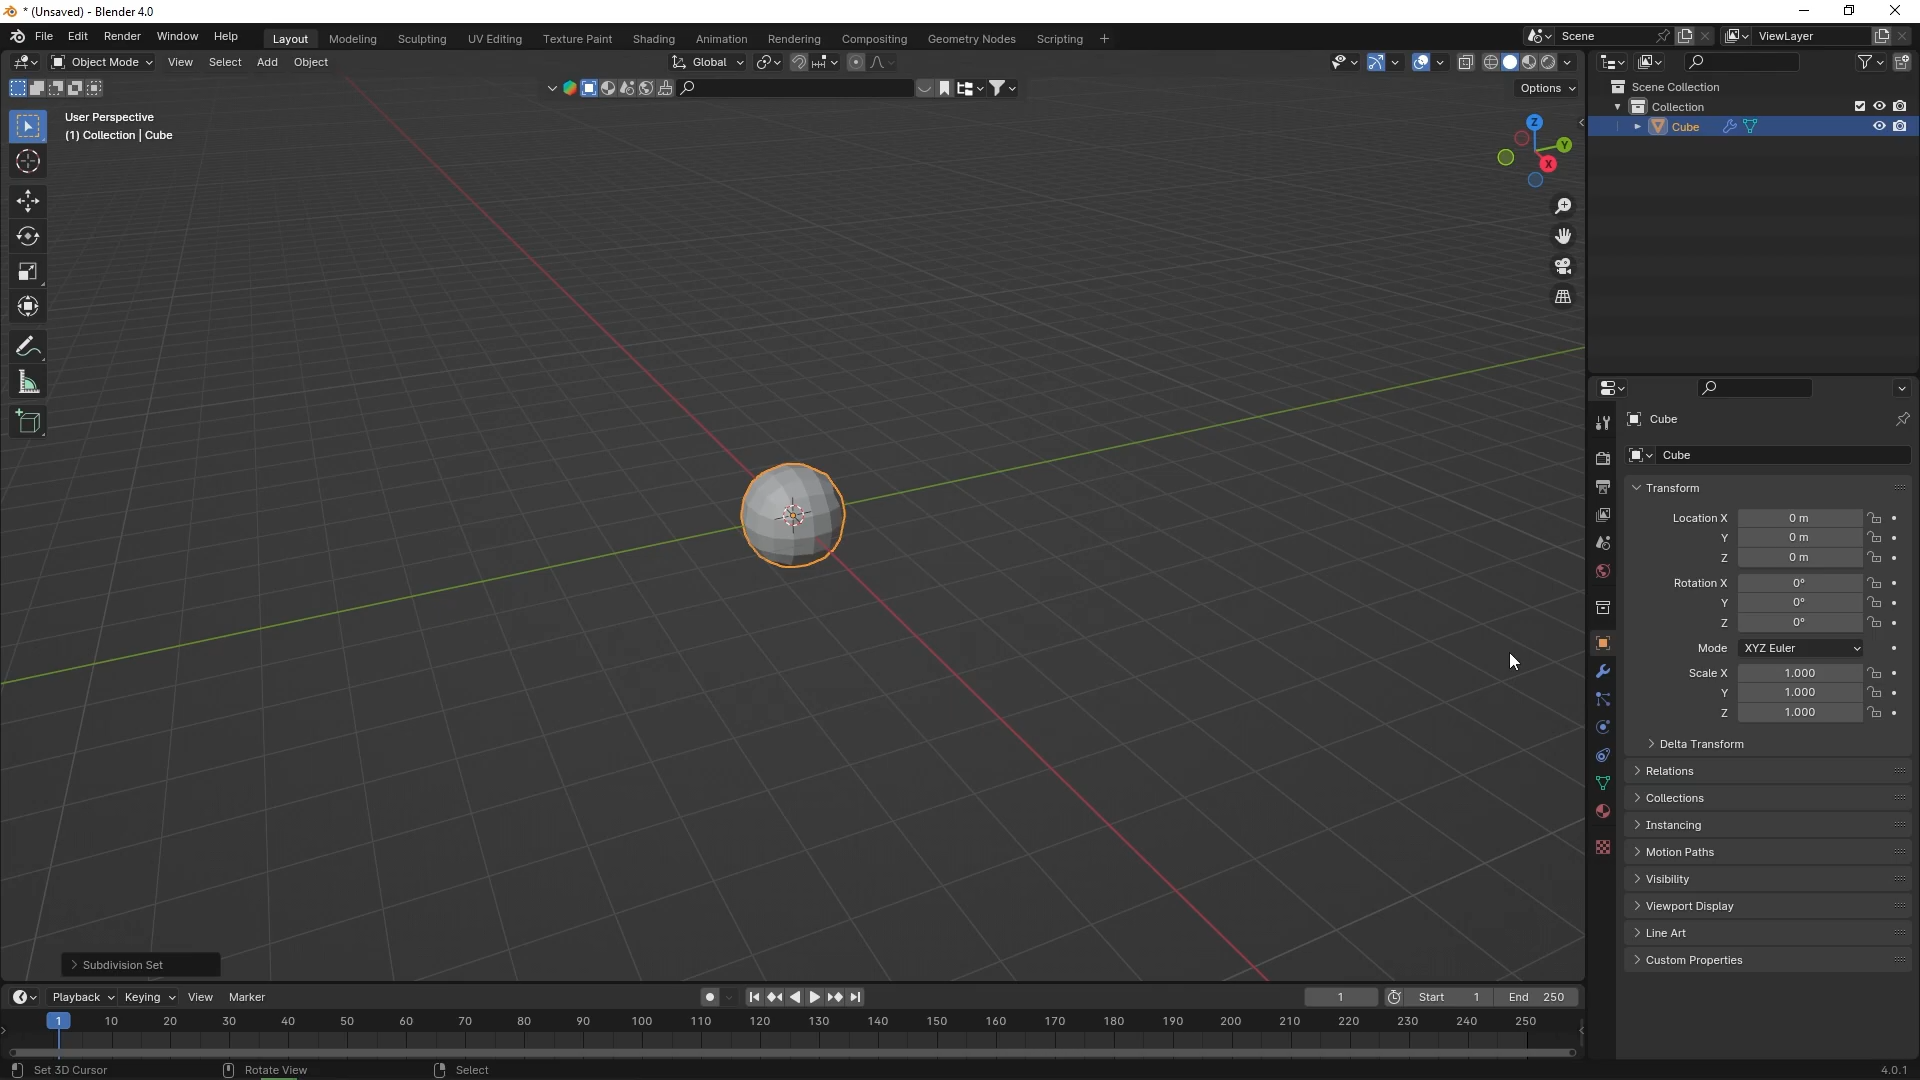 * (Unsaved) - Blender 4.0
File Edit Render Window Help
Layout Modeling Sculpting UV Editing Texture Paint Shading Animation Rendering Compositing Geometry Nodes Scripting +
Scene
ViewLayer
Object Mode View Select Add Object
Global
Options
User Perspective
(1) Collection | Cube
Z
Y
X
Scene Collection
Collection
Cube
Cube
Cube
Transform
Location X 0 m
Y 0 m
Z 0 m
Rotation X 0°
Y 0°
Z 0°
Mode XYZ Euler
Scale X 1.000
Y 1.000
Z 1.000
Delta Transform
Relations
Collections
Instancing
Motion Paths
Visibility
Viewport Display
Line Art
Custom Properties
Subdivision Set
Playback Keying View Marker
1 Start 1 End 250
1 10 20 30 40 50 60 70 80 90 100 110 120 130 140 150 160 170 180 190 200 210 220 230 240 250
Set 3D Cursor Rotate View Select
4.0.1